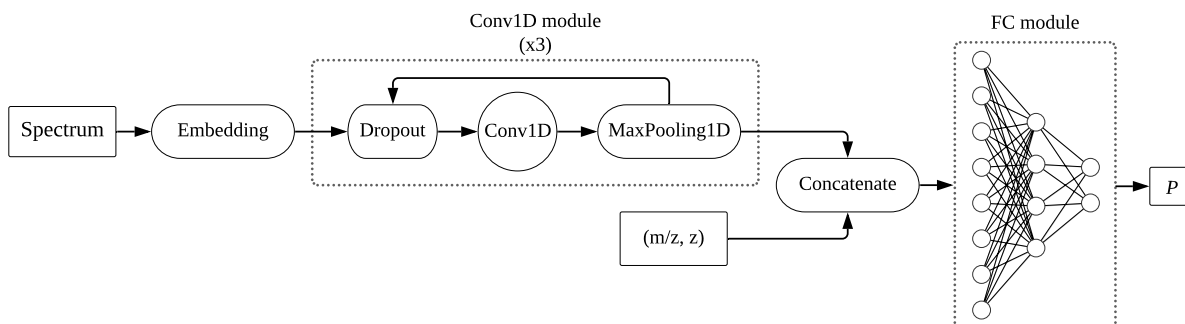 Conv1D module
(x3)
FC module
Spectrum
Embedding
Dropout
Conv1D
MaxPooling1D
Concatenate
(m/z, z)
P